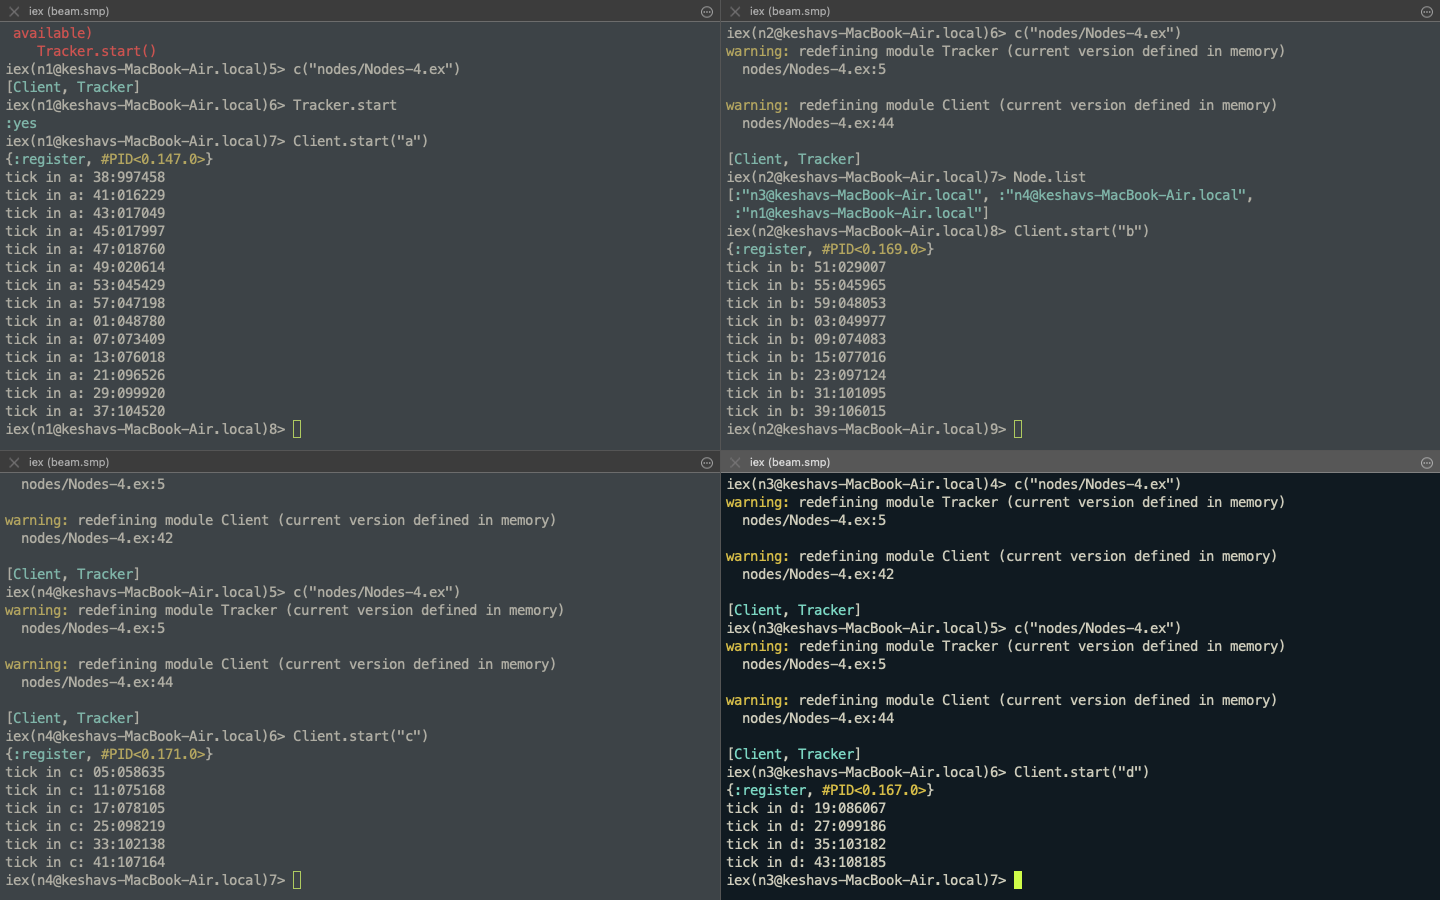 iex (beam.smp)
available)
Tracker.start()
iex(n1@keshavs-MacBook-Air.local)5> c("nodes/Nodes-4.ex")
[Client, Tracker]
iex(n1@keshavs-MacBook-Air.local)6> Tracker.start
:yes
iex(n1@keshavs-MacBook-Air.local)7> Client.start("a")
{:register, #PID<0.147.0>}
tick in a: 38:997458
tick in a: 41:016229
tick in a: 43:017049
tick in a: 45:017997
tick in a: 47:018760
tick in a: 49:020614
tick in a: 53:045429
tick in a: 57:047198
tick in a: 01:048780
tick in a: 07:073409
tick in a: 13:076018
tick in a: 21:096526
tick in a: 29:099920
tick in a: 37:104520
iex(n1@keshavs-MacBook-Air.local)8>
iex (beam.smp)
iex(n2@keshavs-MacBook-Air.local)6> c("nodes/Nodes-4.ex")
warning: redefining module Tracker (current version defined in memory)
nodes/Nodes-4.ex:5
warning: redefining module Client (current version defined in memory)
nodes/Nodes-4.ex:44
[Client, Tracker]
iex(n2@keshavs-MacBook-Air.local)7> Node.list
[:"n3@keshavs-MacBook-Air.local", :"n4@keshavs-MacBook-Air.local",
:"n1@keshavs-MacBook-Air.local"]
iex(n2@keshavs-MacBook-Air.local)8> Client.start("b")
{:register, #PID<0.169.0>}
tick in b: 51:029007
tick in b: 55:045965
tick in b: 59:048053
tick in b: 03:049977
tick in b: 09:074083
tick in b: 15:077016
tick in b: 23:097124
tick in b: 31:101095
tick in b: 39:106015
iex(n2@keshavs-MacBook-Air.local)9>
iex (beam.smp)
nodes/Nodes-4.ex:5
warning: redefining module Client (current version defined in memory)
nodes/Nodes-4.ex:42
[Client, Tracker]
iex(n4@keshavs-MacBook-Air.local)5> c("nodes/Nodes-4.ex")
warning: redefining module Tracker (current version defined in memory)
nodes/Nodes-4.ex:5
warning: redefining module Client (current version defined in memory)
nodes/Nodes-4.ex:44
[Client, Tracker]
iex(n4@keshavs-MacBook-Air.local)6> Client.start("c")
{:register, #PID<0.171.0>}
tick in c: 05:058635
tick in c: 11:075168
tick in c: 17:078105
tick in c: 25:098219
tick in c: 33:102138
tick in c: 41:107164
iex(n4@keshavs-MacBook-Air.local)7>
iex (beam.smp)
iex(n3@keshavs-MacBook-Air.local)4> c("nodes/Nodes-4.ex")
warning: redefining module Tracker (current version defined in memory)
nodes/Nodes-4.ex:5
warning: redefining module Client (current version defined in memory)
nodes/Nodes-4.ex:42
[Client, Tracker]
iex(n3@keshavs-MacBook-Air.local)5> c("nodes/Nodes-4.ex")
warning: redefining module Tracker (current version defined in memory)
nodes/Nodes-4.ex:5
warning: redefining module Client (current version defined in memory)
nodes/Nodes-4.ex:44
[Client, Tracker]
iex(n3@keshavs-MacBook-Air.local)6> Client.start("d")
{:register, #PID<0.167.0>}
tick in d: 19:086067
tick in d: 27:099186
tick in d: 35:103182
tick in d: 43:108185
iex(n3@keshavs-MacBook-Air.local)7>